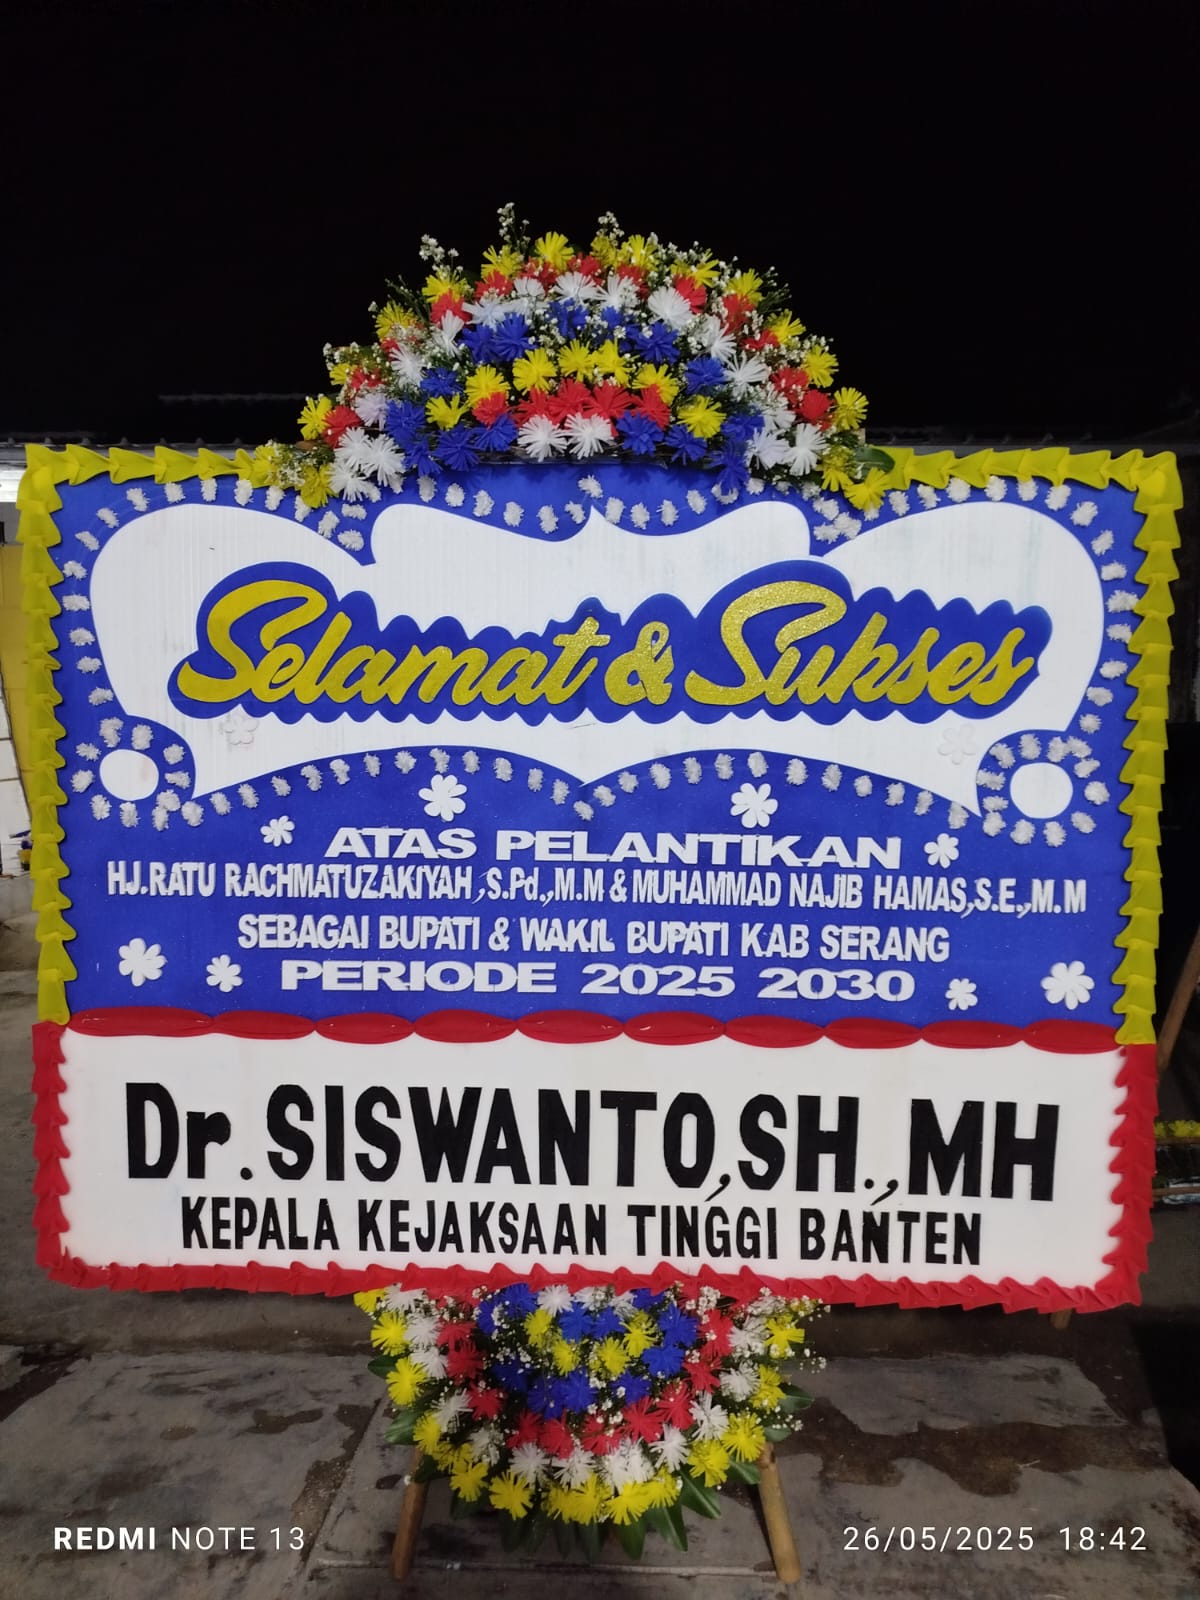 Selamat & Sukses
ATAS PELANTIKAN
HJ.RATU RACHMATUZAKIYAH,S.Pd.,M.M & MUHAMMAD NAJIB HAMAS,S.E.,M.M
SEBAGAI BUPATI & WAKIL BUPATI KAB SERANG
PERIODE 2025 2030
Dr.SISWANTO,SH.,MH
KEPALA KEJAKSAAN TINGGI BANTEN
REDMI NOTE 13
26/05/2025 18:42